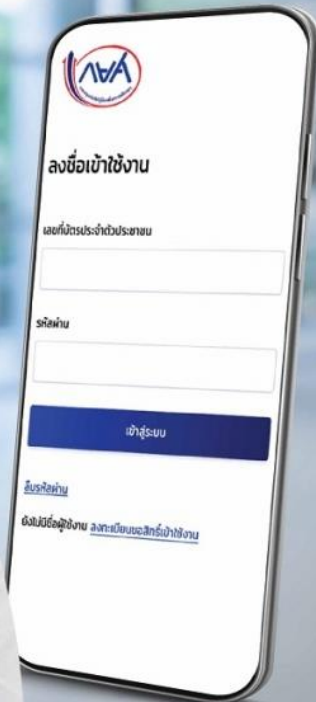 กยศ
ลงชื่อเข้าใช้งาน
เลขที่บัตรประจำตัวประชาชน
รหัสผ่าน
เข้าสู่ระบบ
ลืมรหัสผ่าน
ยังไม่มีชื่อผู้ใช้งาน ลงทะเบียนขอสิทธิ์เข้าใช้งาน